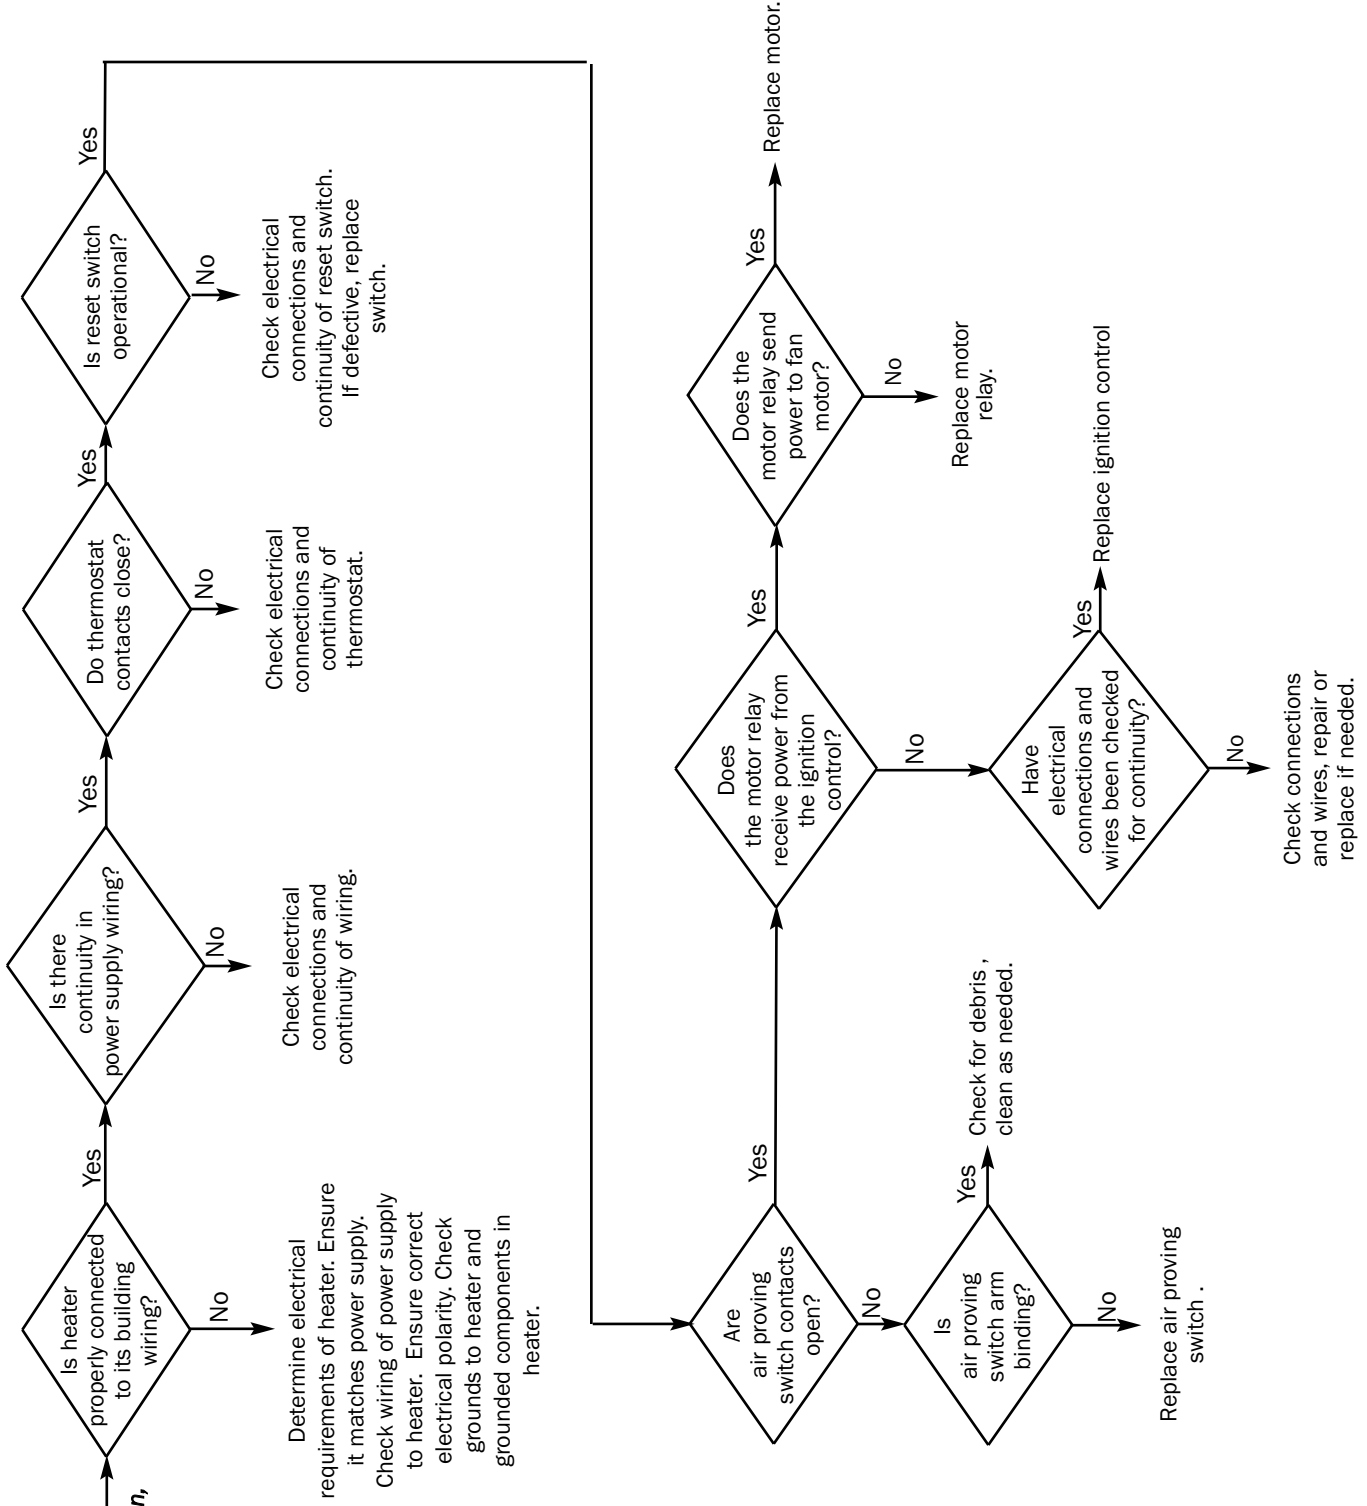 n,
Is heater
properly connected
to its building
wiring?
Yes
No
Determine electrical
requirements of heater. Ensure
it matches power supply.
Check wiring of power supply
to heater. Ensure correct
electrical polarity. Check
grounds to heater and
grounded components in
heater.
Is there
continuity in
power supply wiring?
Yes
No
Check electrical
connections and
continuity of wiring.
Do thermostat
contacts close?
Yes
No
Check electrical
connections and
continuity of
thermostat.
Is reset switch
operational?
Yes
No
Check electrical
connections and
continuity of reset switch.
If defective, replace
switch.
Are
air proving
switch contacts
open?
Yes
No
Is
air proving
switch arm
binding?
Yes
Check for debris ,
clean as needed.
No
Replace air proving
switch .
Does
the motor relay
receive power from
the ignition
control?
Yes
No
Have
electrical
connections and
wires been checked
for continuity?
Yes
Replace ignition control
No
Check connections
and wires, repair or
replace if needed.
Does the
motor relay send
power to fan
motor?
Yes
Replace motor.
No
Replace motor
relay.